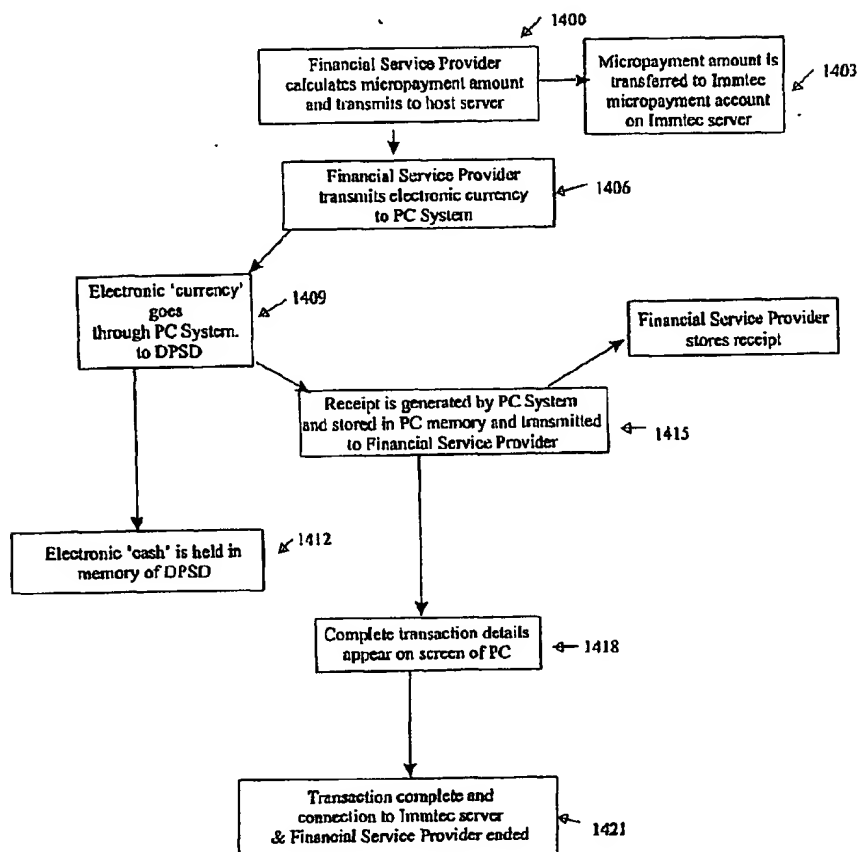 1400
Financial Service Provider
calculates micropayment amount
and transmits to host server
Micropayment amount is
transferred to Immtec
micropayment account
on Immtec server
1403
Financial Service Provider
transmits electronic currency
to PC System
1406
Electronic 'currency'
goes
through PC System.
to DPSD
1409
Financial Service Provider
stores receipt
Receipt is generated by PC System
and stored in PC memory and transmitted
to Financial Service Provider
1415
Electronic 'cash' is held in
memory of DPSD
1412
Complete transaction details
appear on screen of PC
1418
Transaction complete and
connection to Immtec server
& Financial Service Provider ended
1421